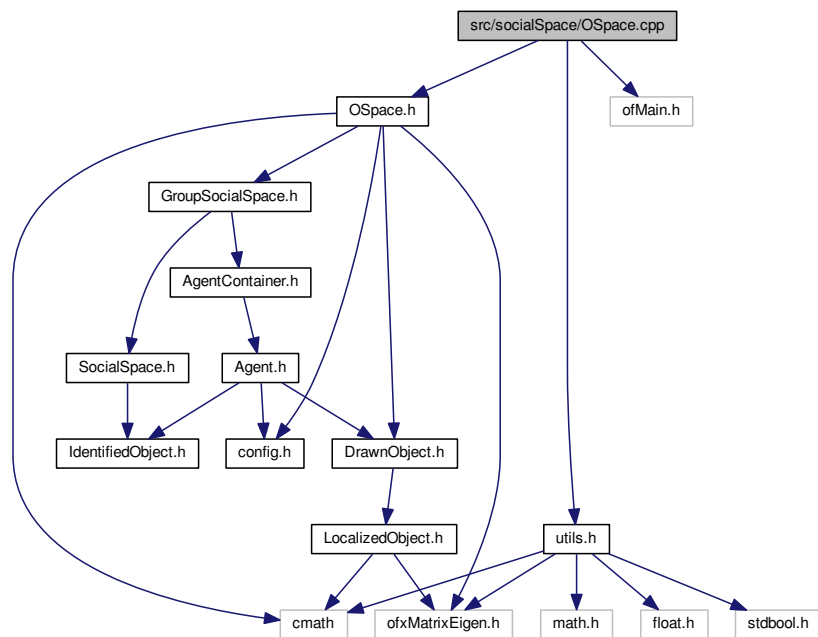 src/socialSpace/OSpace.cpp
OSpace.h
ofMain.h
GroupSocialSpace.h
AgentContainer.h
SocialSpace.h
Agent.h
IdentifiedObject.h
config.h
DrawnObject.h
LocalizedObject.h
utils.h
cmath
ofxMatrixEigen.h
math.h
float.h
stdbool.h